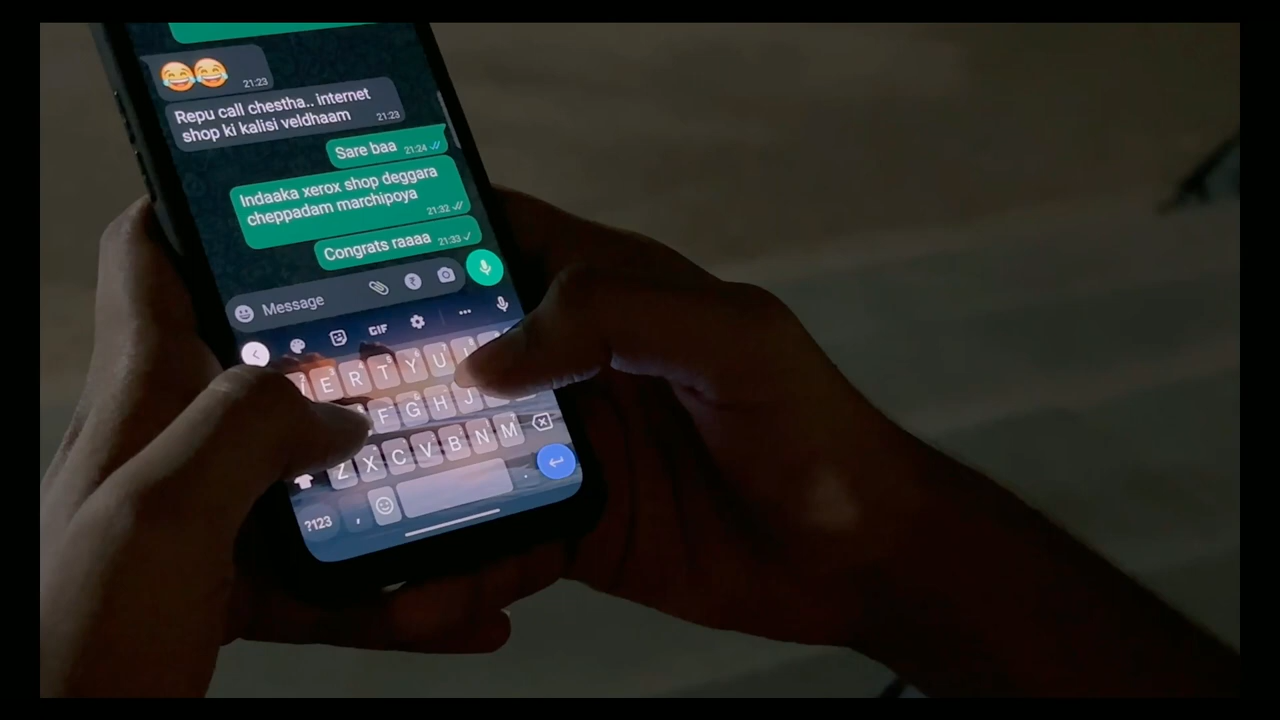 😂😂 21:23
Repu call chestha.. internet
shop ki kalisi veldhaam 21:23
Sare baa 21:24
Indaaka xerox shop deggara
cheppadam marchipoya 21:32
Congrats raaaa 21:33
Message
GIF
E R T Y U
F G H J
Z X C V B N M
?123 , .